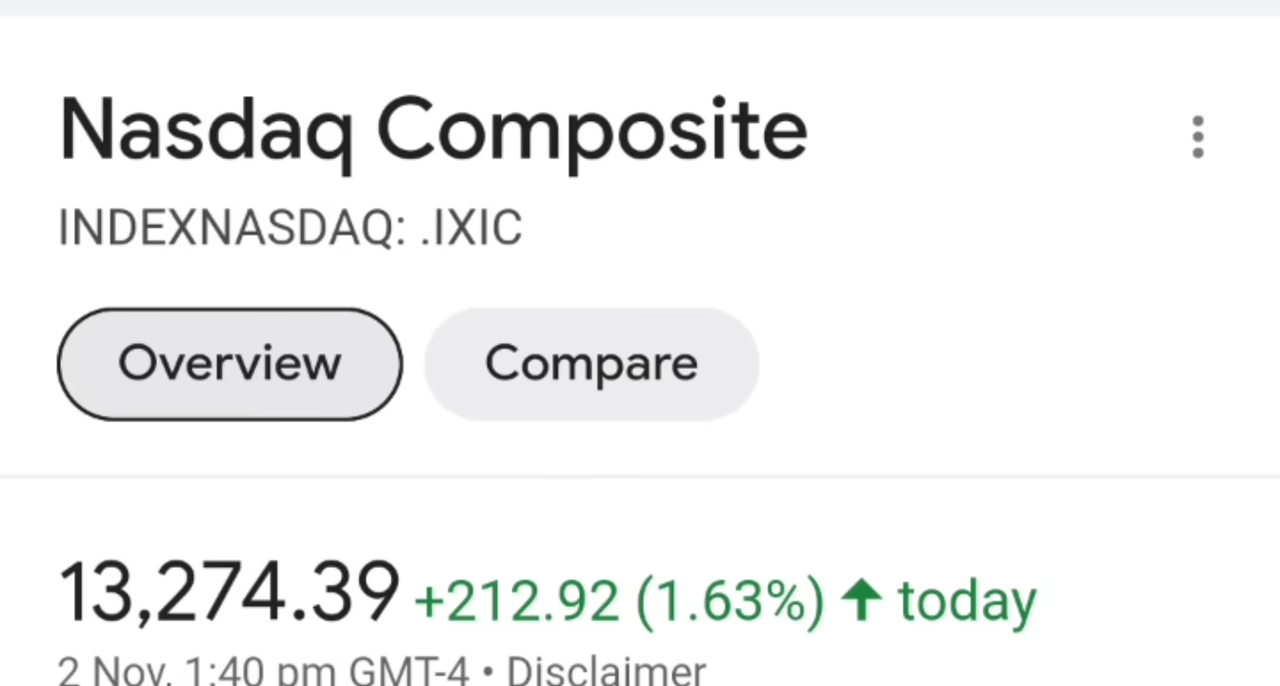 Nasdaq Composite
INDEXNASDAQ: .IXIC
Overview Compare
13,274.39 +212.92 (1.63%) ↑ today
2 Nov, 1:40 pm GMT-4 • Disclaimer